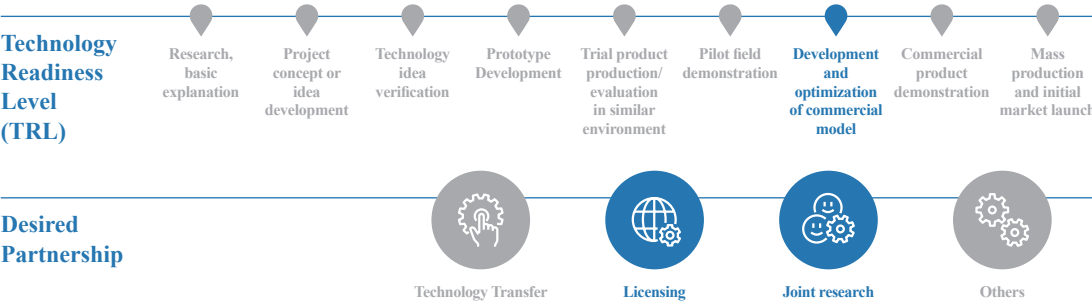 Technology
Readiness
Level
(TRL)
Research,
basic
explanation
Project
concept or
idea
development
Technology
idea
verification
Prototype
Development
Trial product
production/
evaluation
in similar
environment
Pilot field
demonstration
Development
and
optimization
of commercial
model
Commercial
product
demonstration
Mass
production
and initial
market launch
Desired
Partnership
Technology Transfer
Licensing
Joint research
Others